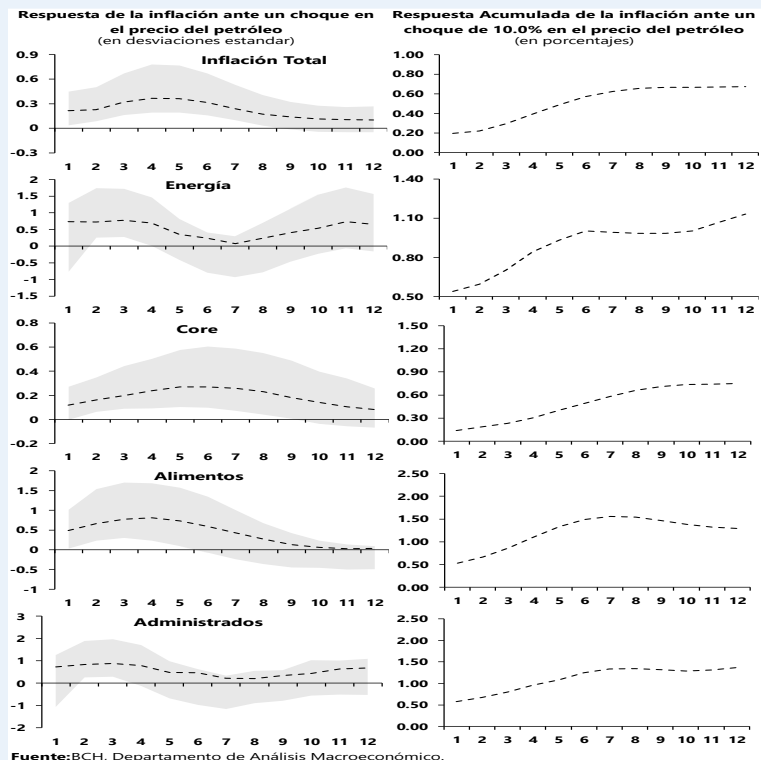 Respuesta de la inflación ante un choque en
el precio del petróleo
(en desviaciones estandar)
Respuesta Acumulada de la inflación ante un
choque de 10.0% en el precio del petróleo
(en porcentajes)
Inflación Total
0.9
0.6
0.3
0
-0.3
1 2 3 4 5 6 7 8 9 10 11 12
1.00
0.80
0.60
0.40
0.20
0.00
1 2 3 4 5 6 7 8 9 10 11 12
Energía
2
1.5
1
0.5
0
-0.5
-1
-1.5
1 2 3 4 5 6 7 8 9 10 11 12
1.40
1.10
0.80
0.50
1 2 3 4 5 6 7 8 9 10 11 12
Core
0.8
0.6
0.4
0.2
0
-0.2
1 2 3 4 5 6 7 8 9 10 11 12
1.50
1.20
0.90
0.60
0.30
0.00
1 2 3 4 5 6 7 8 9 10 11 12
Alimentos
2
1.5
1
0.5
0
-0.5
-1
1 2 3 4 5 6 7 8 9 10 11 12
2.50
2.00
1.50
1.00
0.50
0.00
1 2 3 4 5 6 7 8 9 10 11 12
Administrados
3
2
1
0
-1
-2
1 2 3 4 5 6 7 8 9 10 11 12
2.50
2.00
1.50
1.00
0.50
0.00
1 2 3 4 5 6 7 8 9 10 11 12
Fuente:BCH. Departamento de Análisis Macroeconómico.